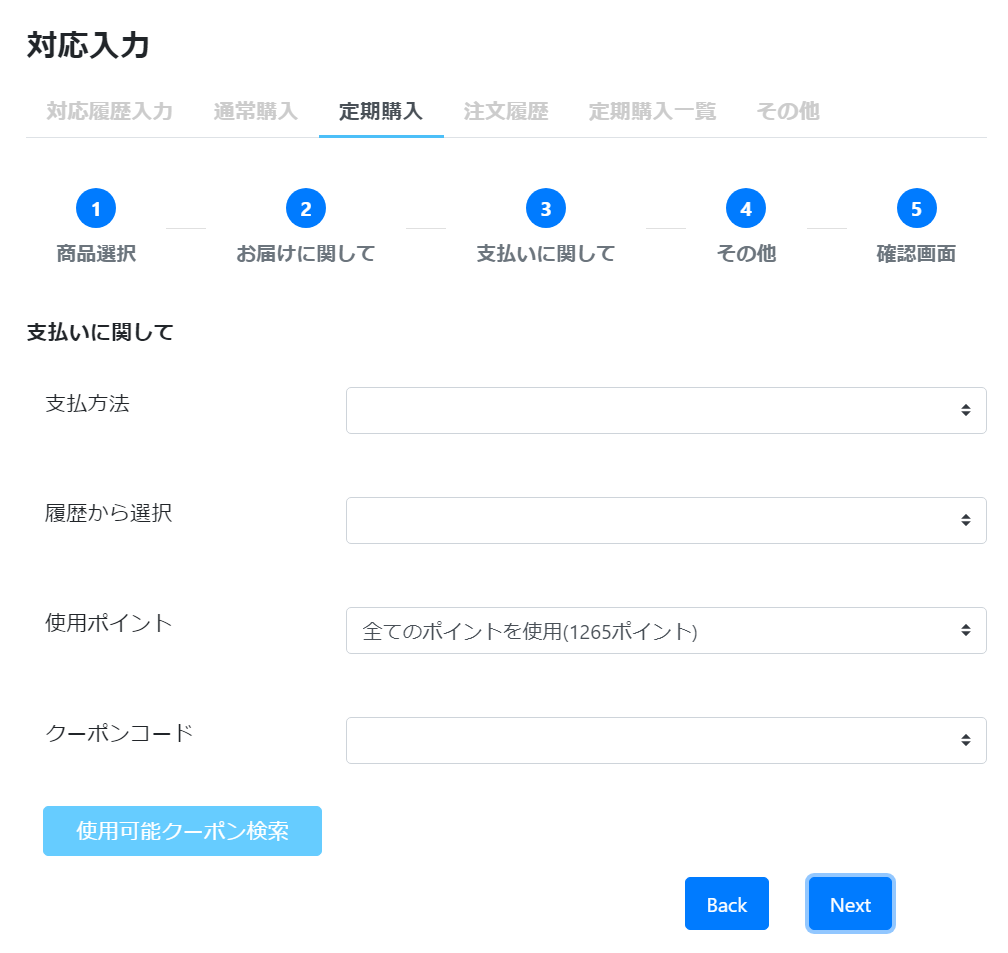 対応入力
対応履歴入力 通常購入 定期購入 注文履歴 定期購入一覧 その他
1 2 3 4 5
商品選択 お届けに関して 支払いに関して その他 確認画面
支払いに関して
支払方法
履歴から選択
使用ポイント 全てのポイントを使用(1265ポイント)
クーポンコード
使用可能クーポン検索
Back Next